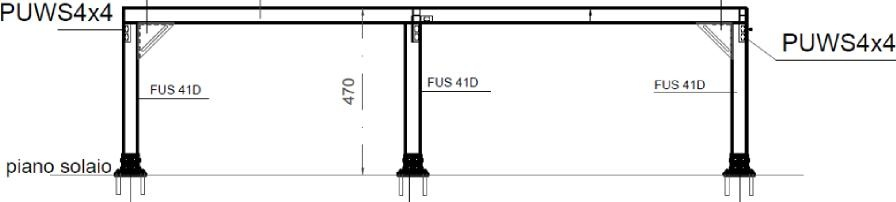 PUWS4x4
PUWS4x4
FUS 41D
470
FUS 41D
FUS 41D
piano solaio